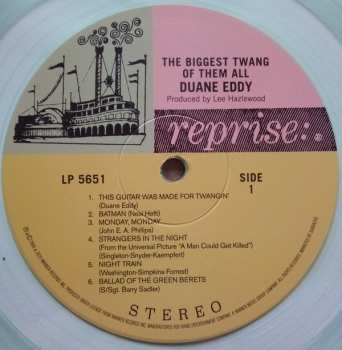 THE BIGGEST TWANG
OF THEM ALL
DUANE EDDY
Produced by Lee Hazlewood
reprise:.
LP 5651
SIDE
1
1. THIS GUITAR WAS MADE FOR TWANGIN'
(Duane Eddy)
2. BATMAN (Neal Hefti)
3. MONDAY, MONDAY
(John E. A. Phillips)
4. STRANGERS IN THE NIGHT
(From the Universal Picture "A Man Could Get Killed")
(Singleton-Snyder-Kaempfert)
5. NIGHT TRAIN
(Washington-Simpkins Forrest)
6. BALLAD OF THE GREEN BERETS
(S/Sgt. Barry Sadler)
STEREO